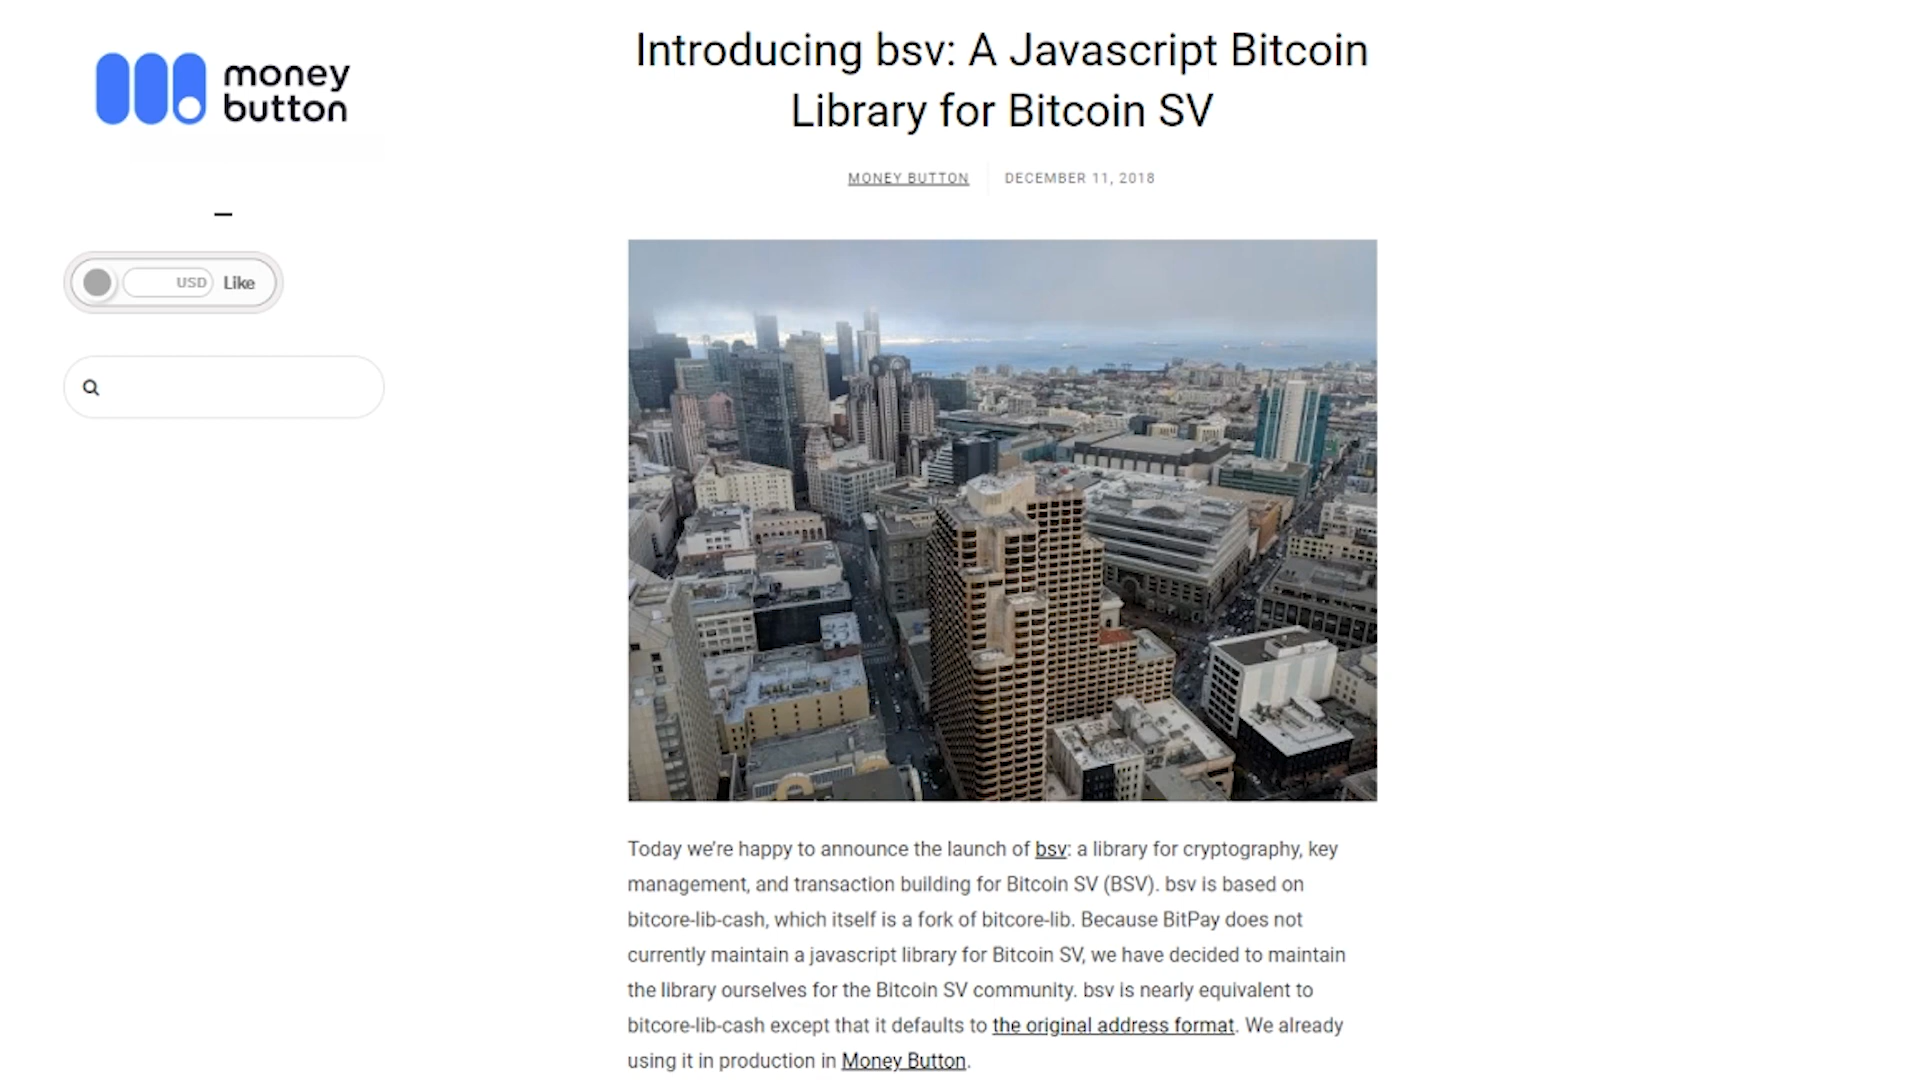 money
button
USD Like
Introducing bsv: A Javascript Bitcoin
Library for Bitcoin SV
MONEY BUTTON DECEMBER 11, 2018
Today we’re happy to announce the launch of bsv: a library for cryptography, key
management, and transaction building for Bitcoin SV (BSV). bsv is based on
bitcore-lib-cash, which itself is a fork of bitcore-lib. Because BitPay does not
currently maintain a javascript library for Bitcoin SV, we have decided to maintain
the library ourselves for the Bitcoin SV community. bsv is nearly equivalent to
bitcore-lib-cash except that it defaults to the original address format. We already
using it in production in Money Button.